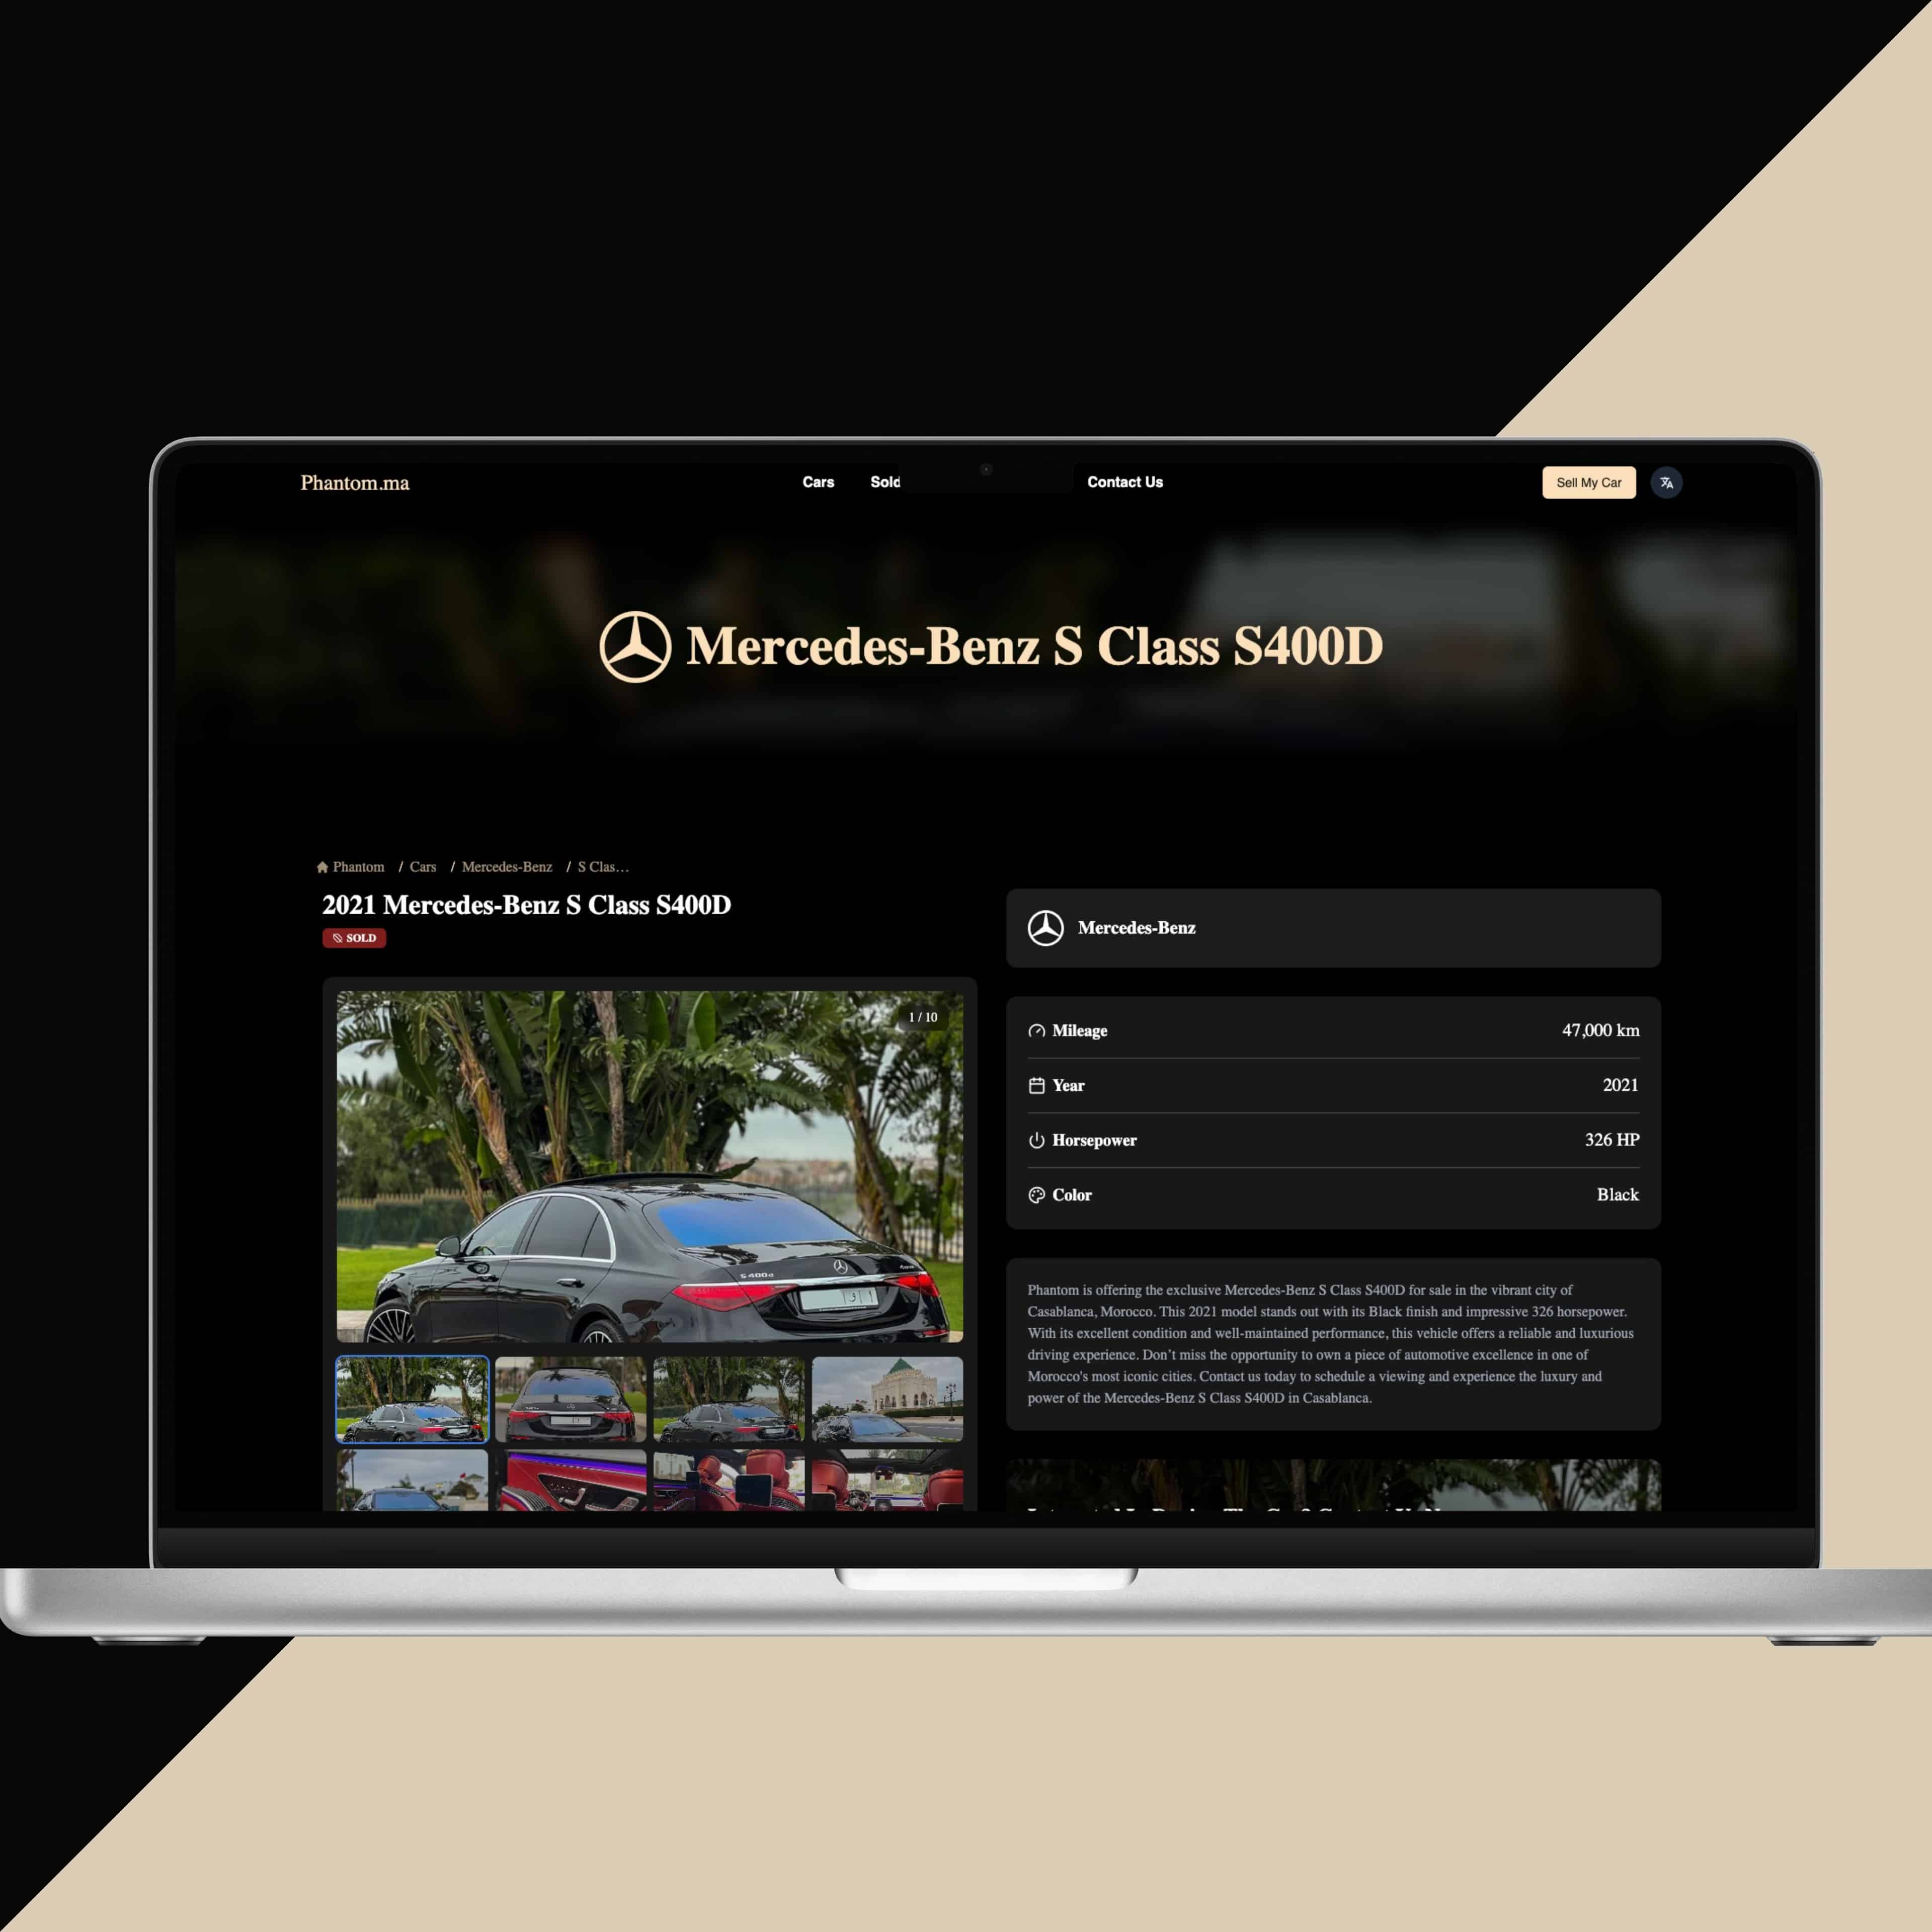 Phantom.ma
Cars
Sold
Contact Us
Sell My Car
Mercedes-Benz S Class S400D
Phantom / Cars / Mercedes-Benz / S Clas...
2021 Mercedes-Benz S Class S400D
SOLD
1 / 10
S400d
Mercedes-Benz
Mileage 47,000 km
Year 2021
Horsepower 326 HP
Color Black
Phantom is offering the exclusive Mercedes-Benz S Class S400D for sale in the vibrant city of
Casablanca, Morocco. This 2021 model stands out with its Black finish and impressive 326 horsepower.
With its excellent condition and well-maintained performance, this vehicle offers a reliable and luxurious
driving experience. Don't miss the opportunity to own a piece of automotive excellence in one of
Morocco's most iconic cities. Contact us today to schedule a viewing and experience the luxury and
power of the Mercedes-Benz S Class S400D in Casablanca.